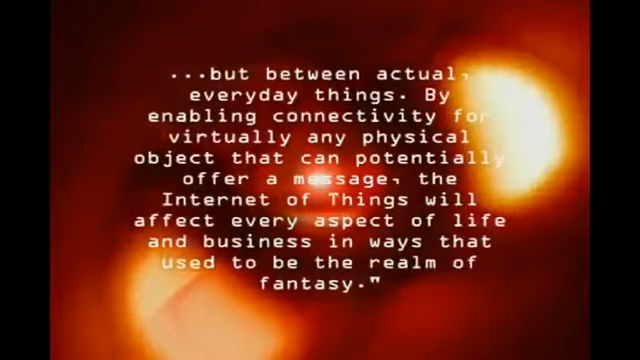 ...but between actual,
everyday things. By
enabling connectivity for
virtually any physical
object that can potentially
offer a message, the
Internet of Things will
affect every aspect of life
and business in ways that
used to be the realm of
fantasy."